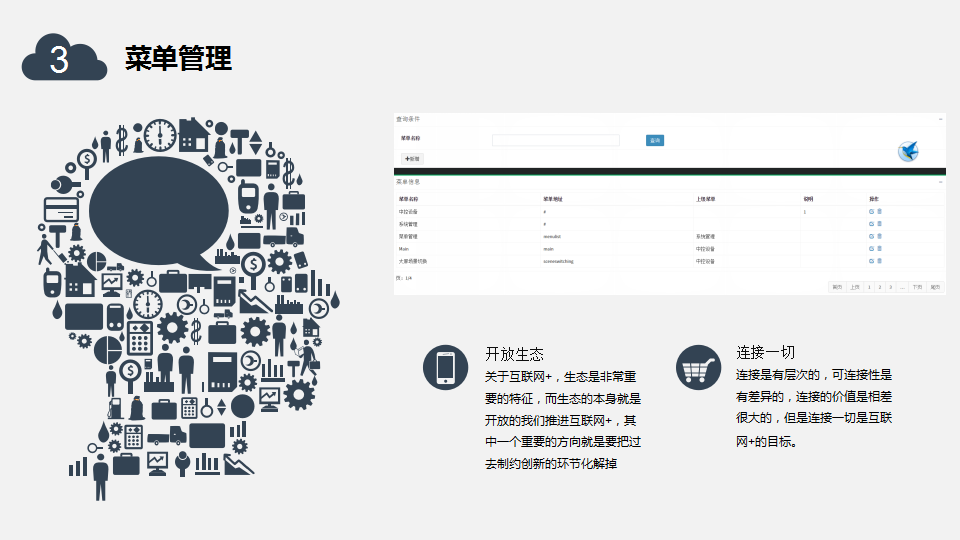 3
菜单管理
查询条件
菜单名称
查询
✚新增
菜单信息
菜单名称 菜单地址 上级菜单 说明 操作
中控设备 # 1
系统管理 #
菜单管理 menulist 系统管理
Main main 中控设备
大屏场景切换 sceneswitching 中控设备
页：1/4
首页 上页 1 2 3 ... 下页 尾页
开放生态
关于互联网+，生态是非常重
要的特征，而生态的本身就是
开放的我们推进互联网+，其
中一个重要的方向就是要把过
去制约创新的环节化解掉
连接一切
连接是有层次的，可连接性是
有差异的，连接的价值是相差
很大的，但是连接一切是互联
网+的目标。